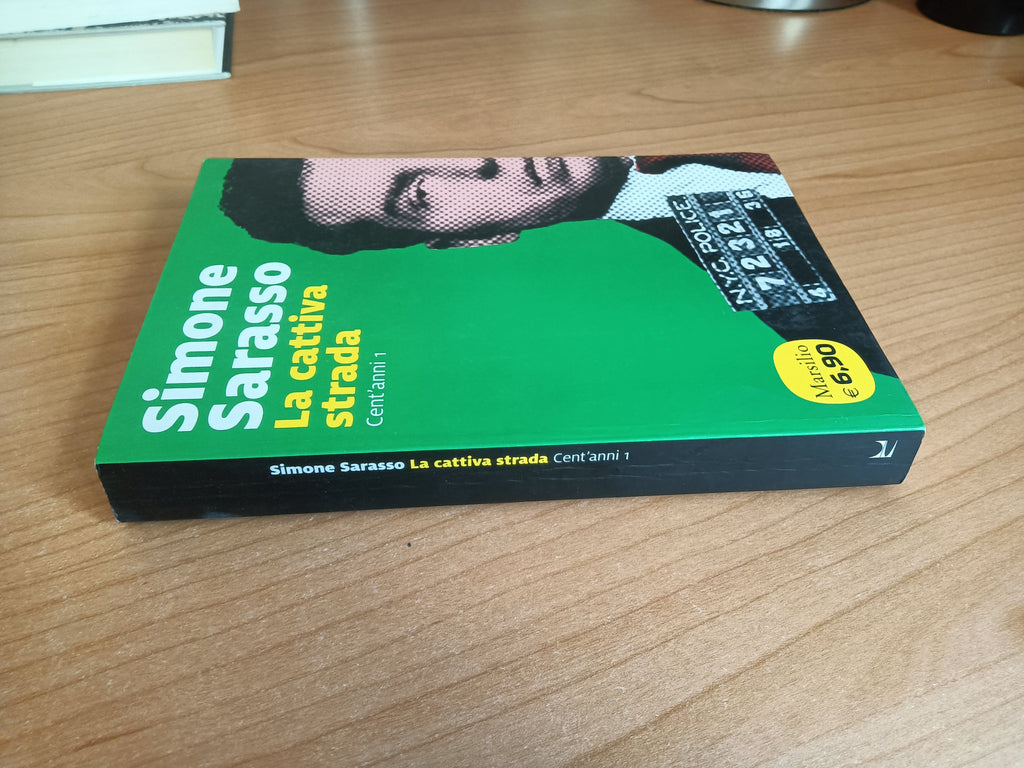 Simone
Sarasso
La cattiva
strada
Cent'anni 1
NYC POLICE
72321
Marsilio
€ 6,90
Simone Sarasso La cattiva strada Cent'anni 1